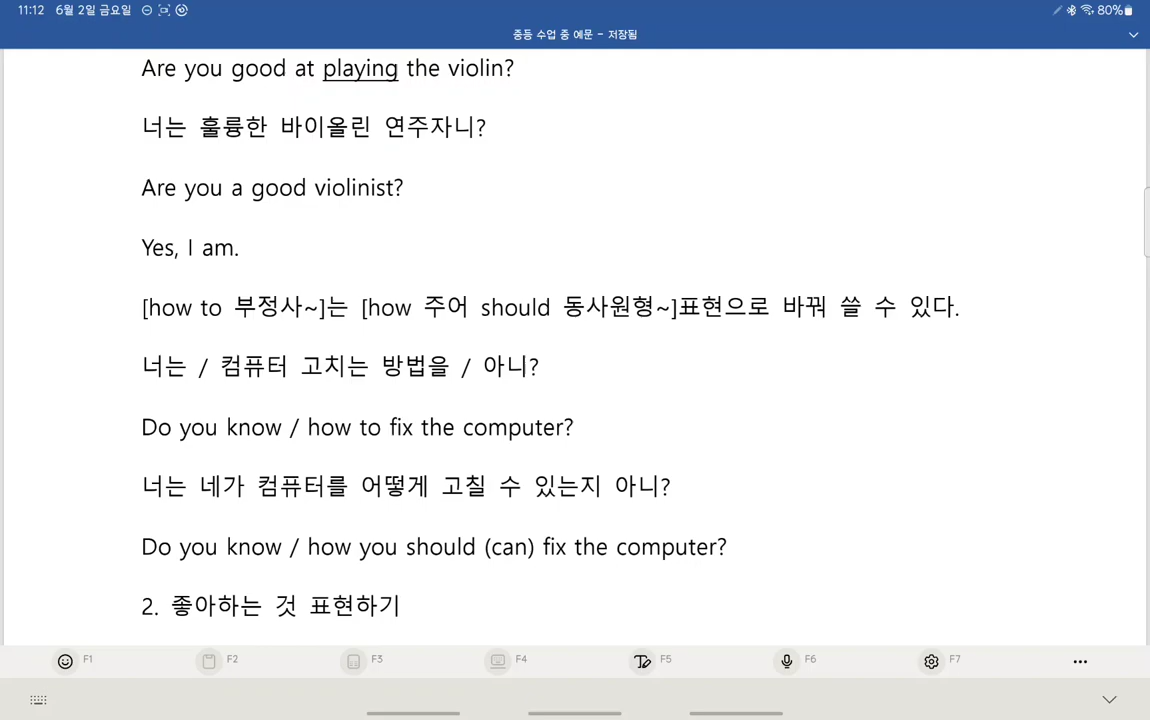 11:12 6월 2일 금요일
80%
중등 수업 중 예문 - 저장됨
Are you good at playing the violin?
너는 훌륭한 바이올린 연주자니?
Are you a good violinist?
Yes, I am.
[how to 부정사~]는 [how 주어 should 동사원형~]표현으로 바꿔 쓸 수 있다.
너는 / 컴퓨터 고치는 방법을 / 아니?
Do you know / how to fix the computer?
너는 네가 컴퓨터를 어떻게 고칠 수 있는지 아니?
Do you know / how you should (can) fix the computer?
2. 좋아하는 것 표현하기
F1 F2 F3 F4 F5 F6 F7